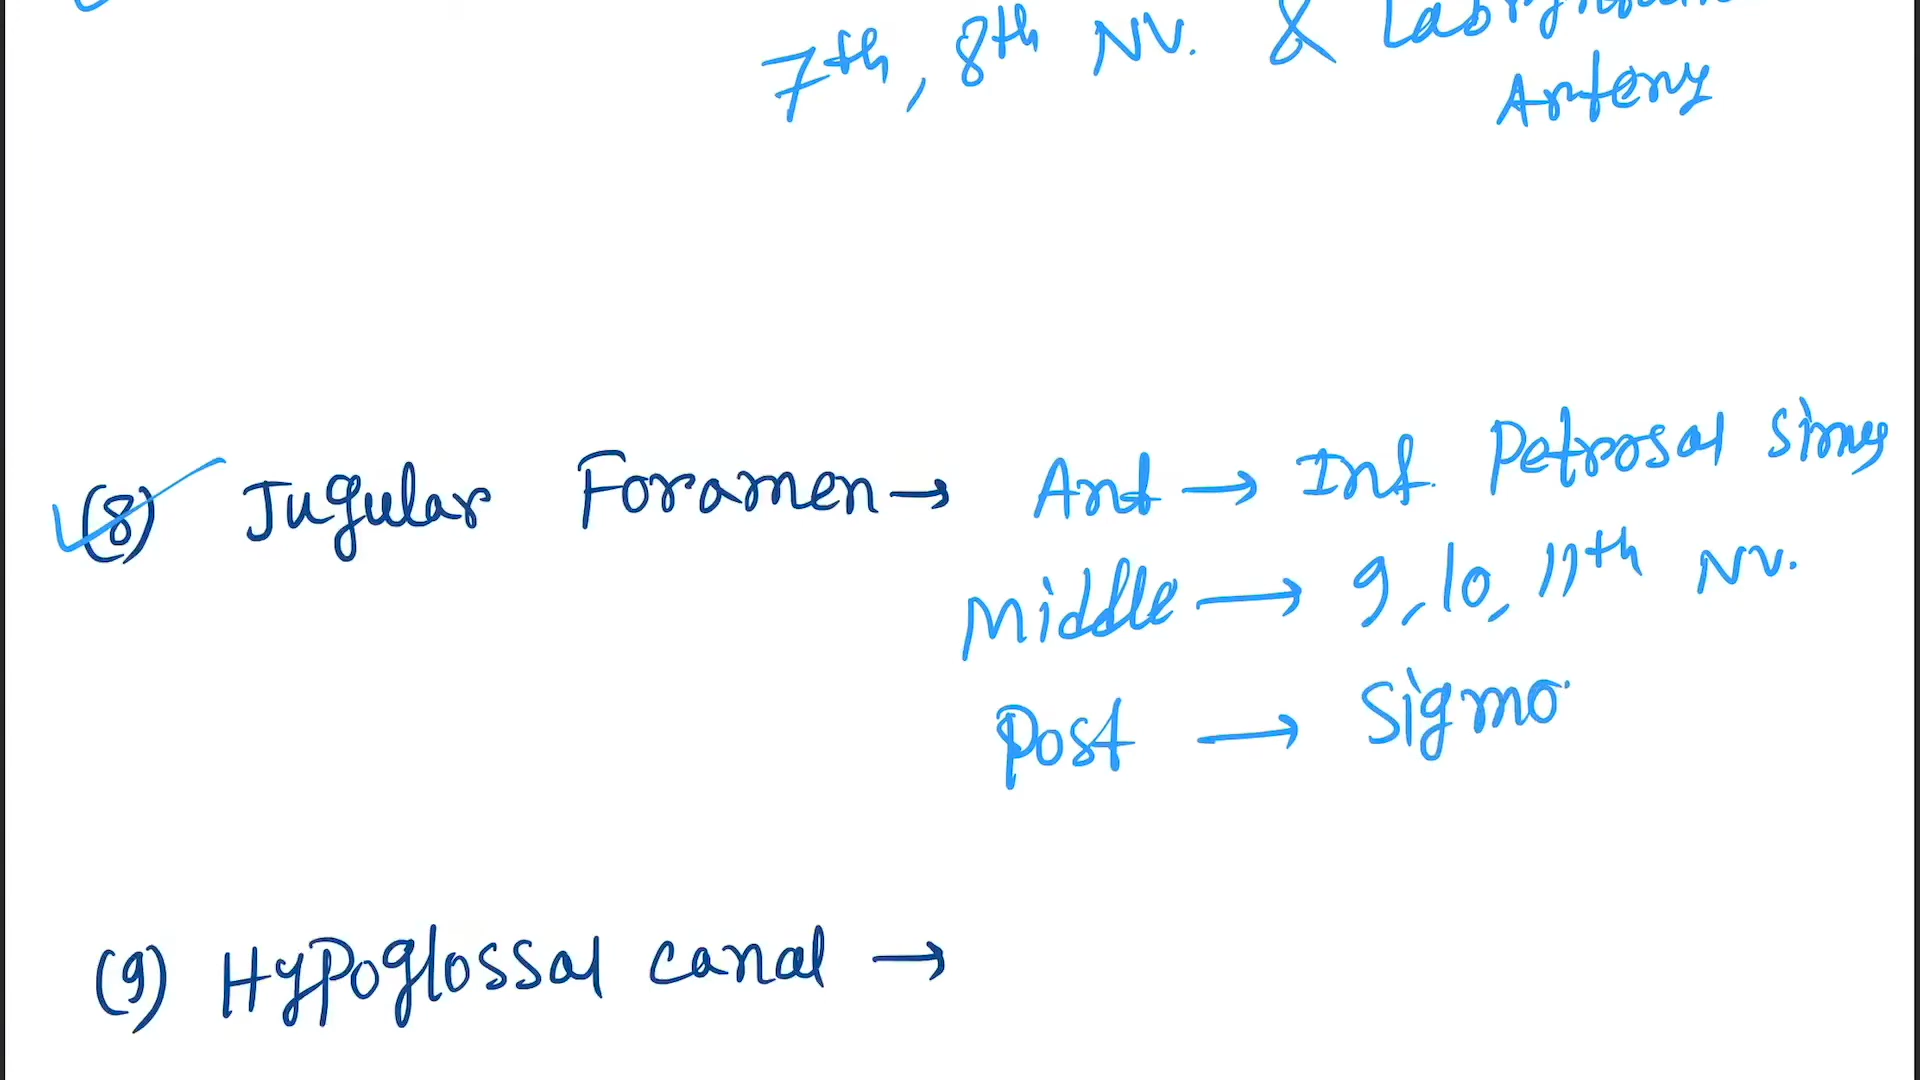 7th, 8th NV. &
Artery
(8) Jugular Foramen → Ant → Inf. Petrosal Sinus
Middle → 9, 10, 11th NV.
Post → Sigmo
(9) Hypoglossal canal →